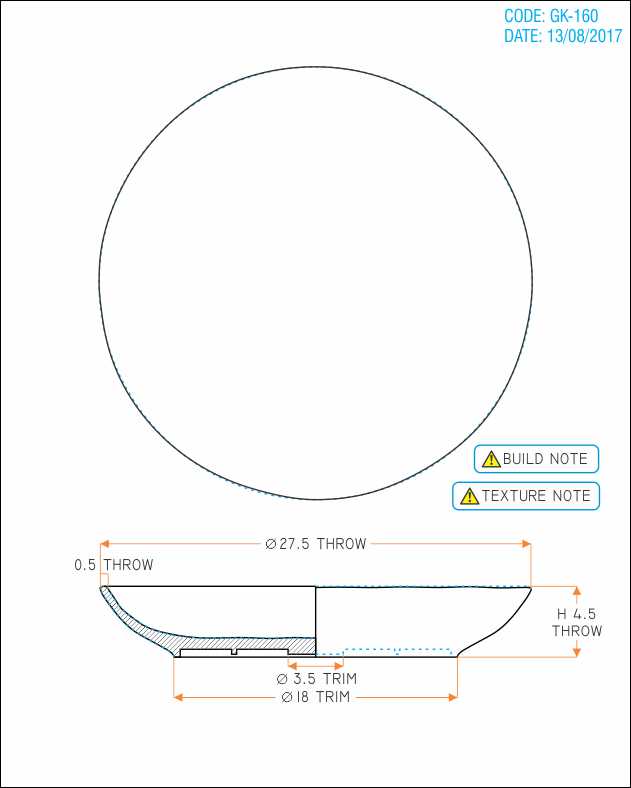 CODE: GK-160
DATE: 13/08/2017
BUILD NOTE
TEXTURE NOTE
Ø 27.5 THROW
0.5 THROW
H 4.5
THROW
Ø 3.5 TRIM
Ø 18 TRIM